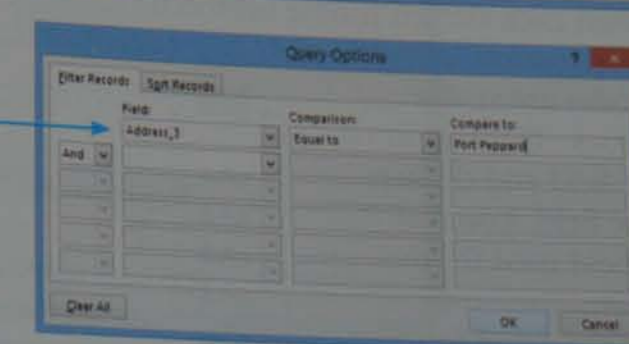 Query Options ?
Filter Records Sort Records
Field: Comparison: Compare to:
Address_3 Equal to Port Peppard
And
Clear All OK Cancel